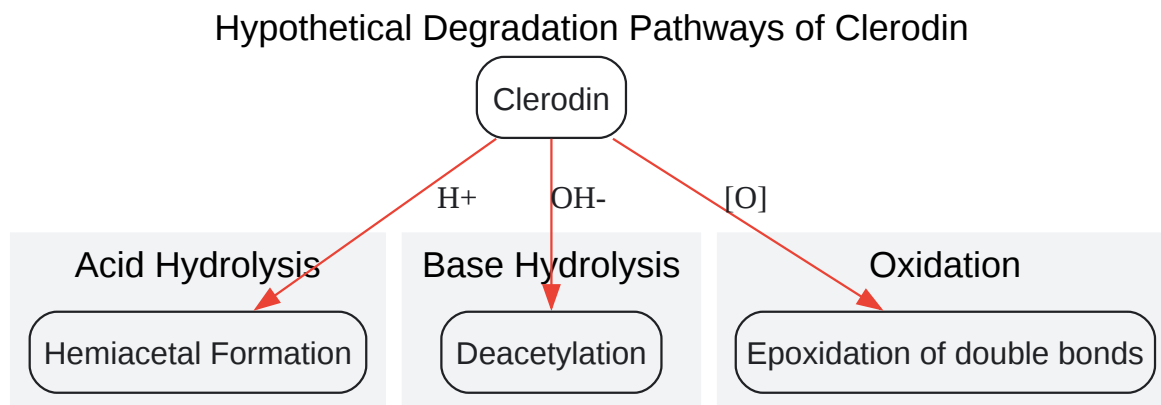 Hypothetical Degradation Pathways of Clerodin
Clerodin
H+
OH-
[O]
Acid Hydrolysis
Base Hydrolysis
Oxidation
Hemiacetal Formation
Deacetylation
Epoxidation of double bonds